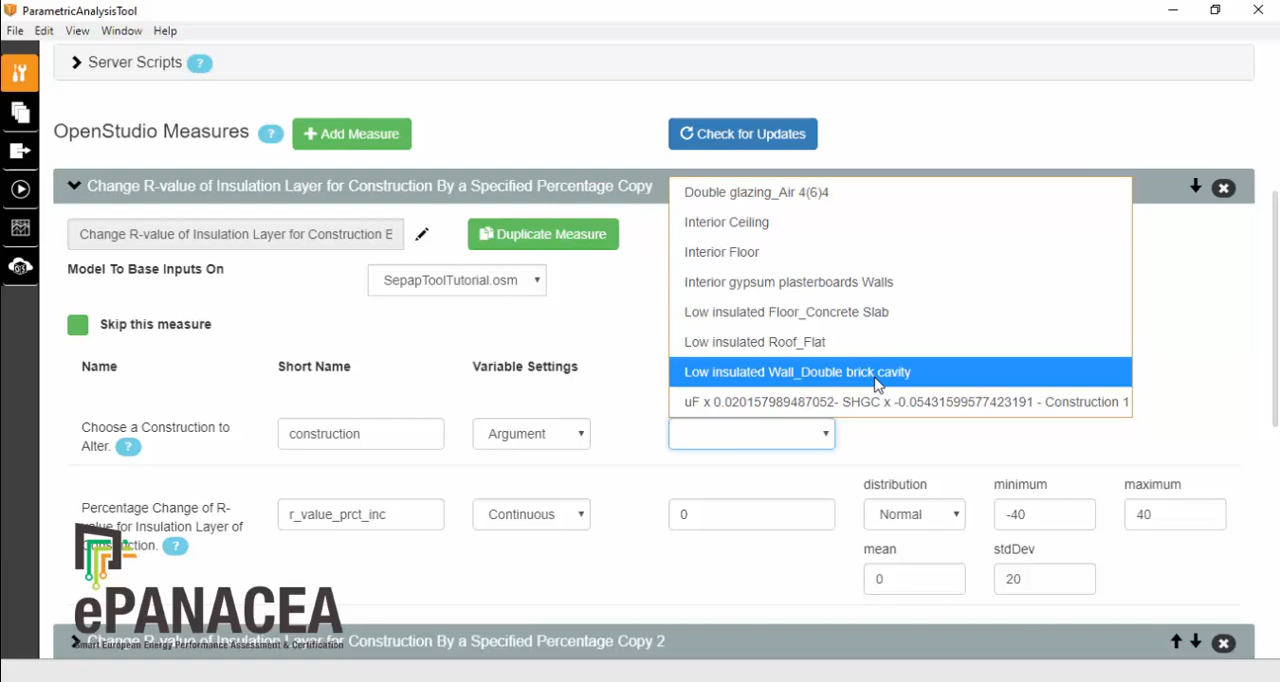 ParametricAnalysisTool
File Edit View Window Help
Server Scripts ?
OpenStudio Measures ? Add Measure Check for Updates
Change R-value of Insulation Layer for Construction By a Specified Percentage Copy
Double glazing_Air 4(6)4
Interior Ceiling
Interior Floor
Interior gypsum plasterboards Walls
Low insulated Floor_Concrete Slab
Low insulated Roof_Flat
Low insulated Wall_Double brick cavity
uF x 0.020157989487052- SHGC x -0.05431599577423191 - Construction 1
Change R-value of Insulation Layer for Construction E
Duplicate Measure
Model To Base Inputs On
SepapToolTutorial.osm
Skip this measure
Name Short Name Variable Settings
Choose a Construction to
Alter. ?
construction Argument
Percentage Change of R-
value for Insulation Layer of
Construction. ?
r_value_prct_inc Continuous 0
distribution minimum maximum
Normal -40 40
mean stdDev
0 20
ePANACEA
Smart European Energy Performance Assessment & Certification
Change R-value of Insulation Layer for Construction By a Specified Percentage Copy 2